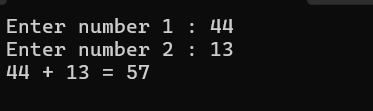 Enter number 1 : 44
Enter number 2 : 13
44 + 13 = 57